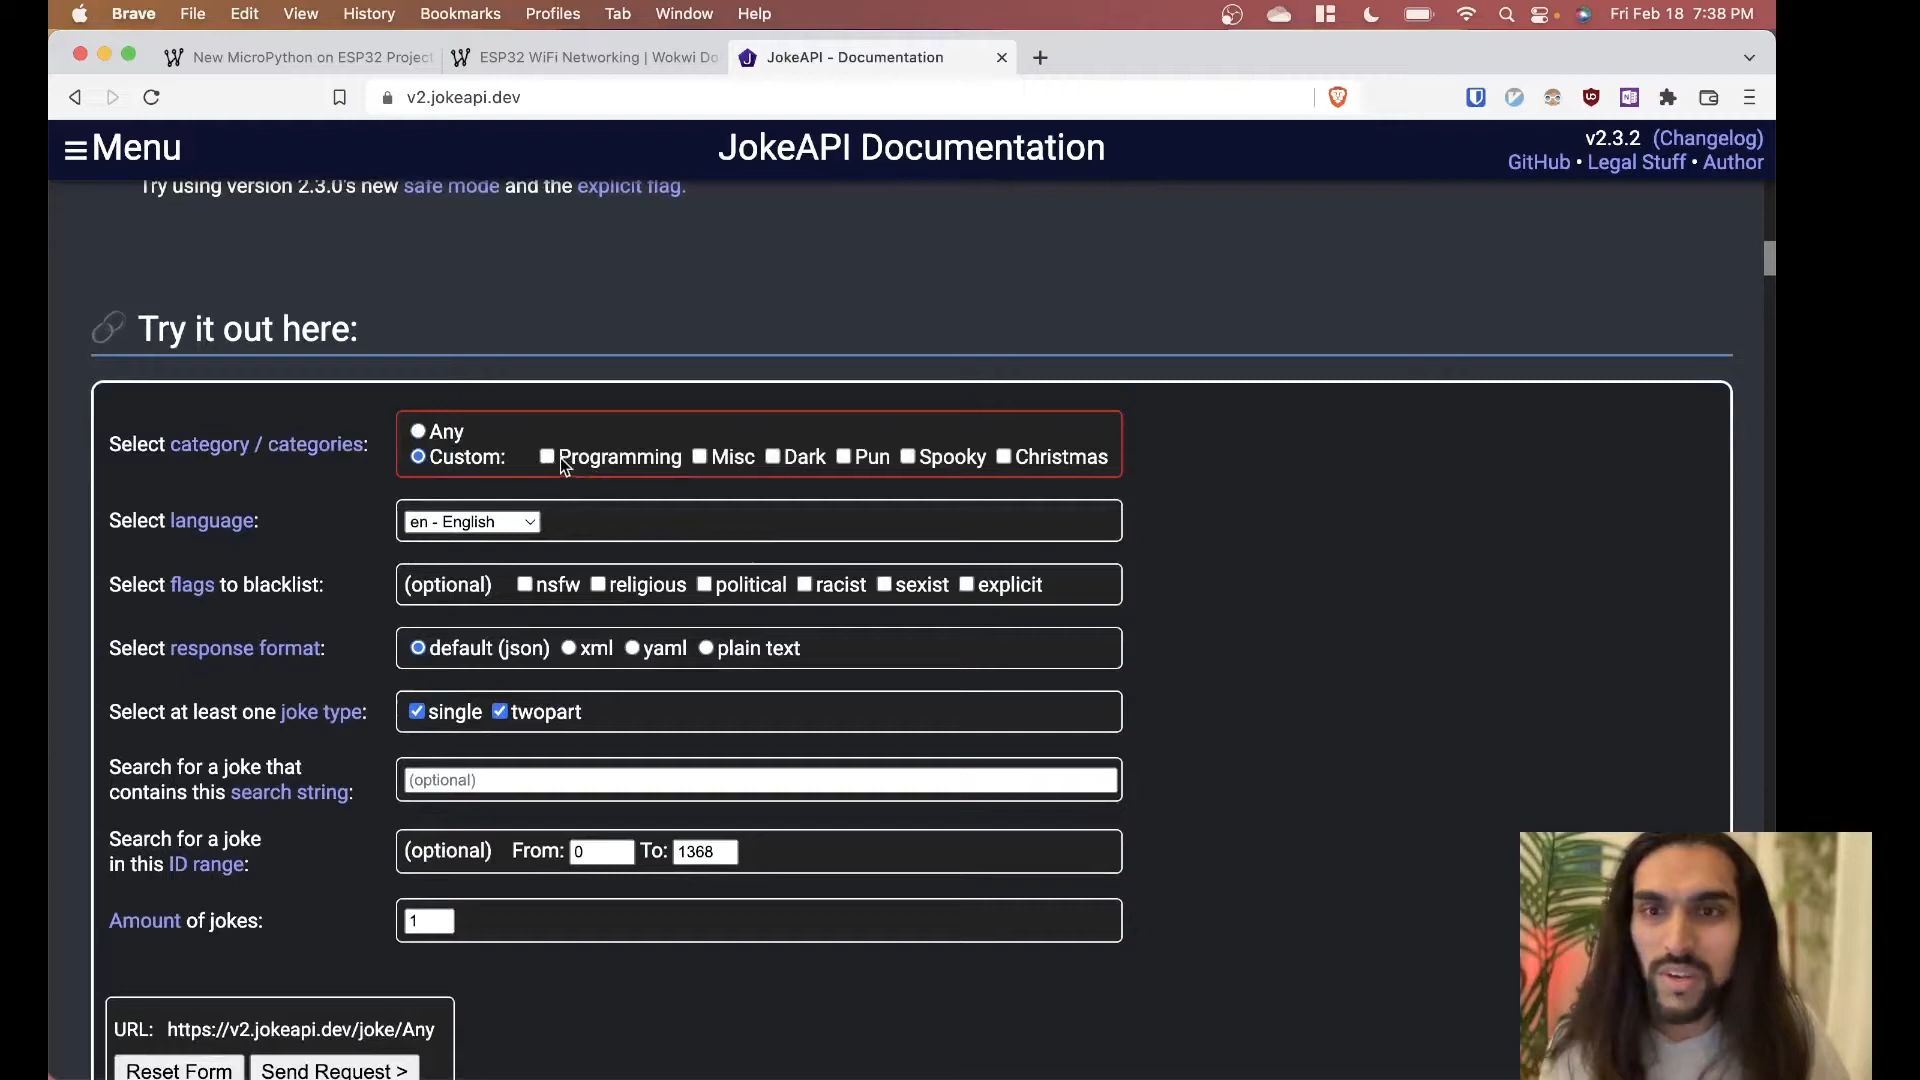 Brave File Edit View History Bookmarks Profiles Tab Window Help Fri Feb 18 7:38 PM
New MicroPython on ESP32 Project ESP32 WiFi Networking | Wokwi Do JokeAPI - Documentation
v2.jokeapi.dev
Menu JokeAPI Documentation v2.3.2 (Changelog)
GitHub • Legal Stuff • Author
Try using version 2.3.0's new safe mode and the explicit flag.
Try it out here:
Select category / categories: Any
Custom: Programming Misc Dark Pun Spooky Christmas
Select language: en - English
Select flags to blacklist: (optional) nsfw religious political racist sexist explicit
Select response format: default (json) xml yaml plain text
Select at least one joke type: single twopart
Search for a joke that
contains this search string: (optional)
Search for a joke
in this ID range: (optional) From: 0 To: 1368
Amount of jokes: 1
URL: https://v2.jokeapi.dev/joke/Any
Reset Form Send Request >